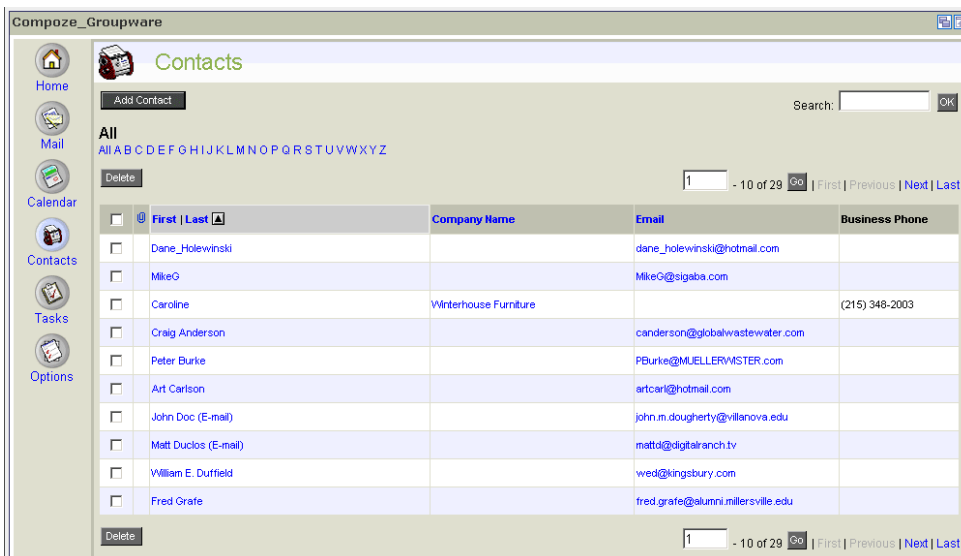 Compoze_Groupware
Home
Mail
Calendar
Contacts
Tasks
Options
Contacts
Add Contact
Search: OK
All
All A B C D E F G H I J K L M N O P Q R S T U V W X Y Z
Delete
1 - 10 of 29 Go | First | Previous | Next | Last
First | Last Company Name Email Business Phone
Dane_Holewinski dane_holewinski@hotmail.com
MikeG MikeG@sigaba.com
Caroline Winterhouse Furniture (215) 348-2003
Craig Anderson canderson@globalwastewater.com
Peter Burke PBurke@MUELLERWISTER.com
Art Carlson artcarl@hotmail.com
John Doc (E-mail) john.m.dougherty@villanova.edu
Matt Duclos (E-mail) mattd@digitalranch.tv
William E. Duffield wed@kingsbury.com
Fred Grafe fred.grafe@alumni.millersville.edu
Delete
1 - 10 of 29 Go | First | Previous | Next | Last